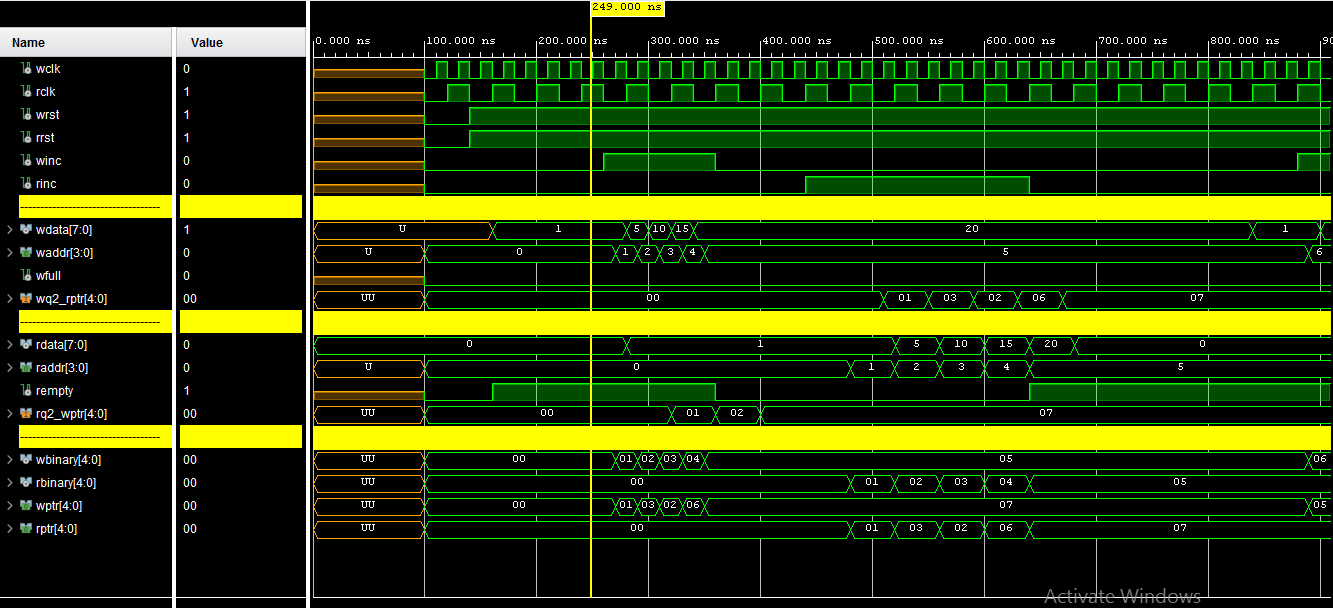 249.000 ns
Name Value 0.000 ns 100.000 ns 200.000 ns 300.000 ns 400.000 ns 500.000 ns 600.000 ns 700.000 ns 800.000 ns
wclk 0
rclk 1
wrst 1
rrst 1
winc 0
rinc 0
wdata[7:0] 1 U 1 5 10 15 20 1
waddr[3:0] 0 U 0 1 2 3 4 5 6
wfull 0
wq2_rptr[4:0] 00 UU 00 01 03 02 06 07
rdata[7:0] 0 0 1 5 10 15 20 0
raddr[3:0] 0 U 0 1 2 3 4 5
rempty 1
rq2_wptr[4:0] 00 UU 00 01 02 07
wbinary[4:0] 00 UU 00 01 02 03 04 05 06
rbinary[4:0] 00 UU 00 01 02 03 04 05
wptr[4:0] 00 UU 00 01 03 02 06 07 05
rptr[4:0] 00 UU 00 01 03 02 06 07
Activate Windows